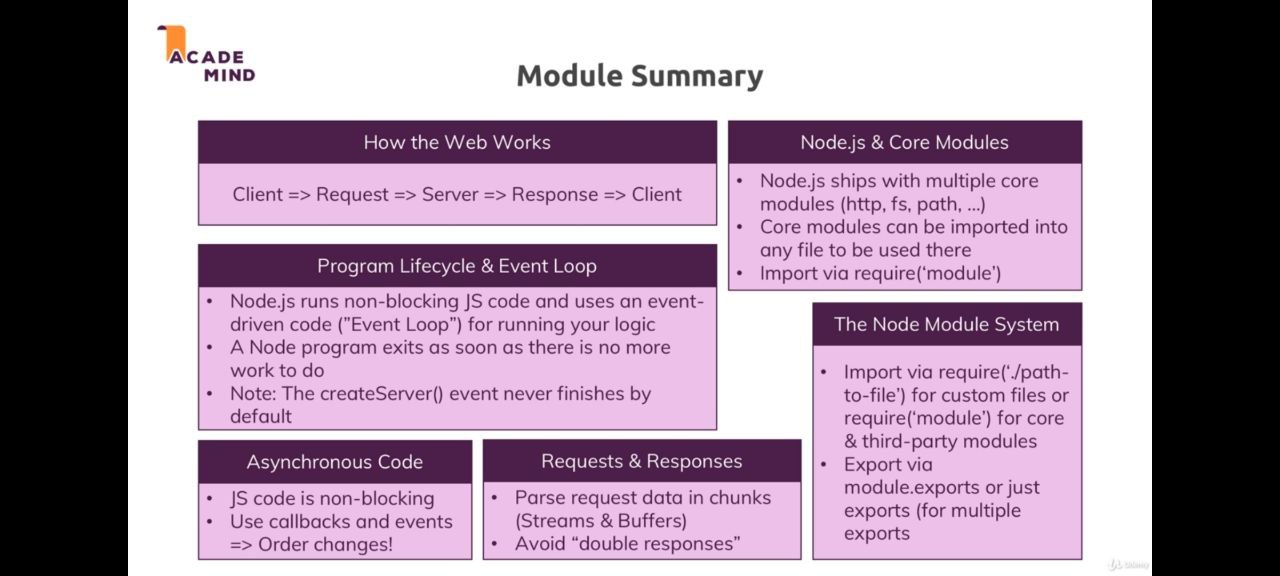 ACADE
MIND
Module Summary
How the Web Works
Client => Request => Server => Response => Client
Node.js & Core Modules
• Node.js ships with multiple core
modules (http, fs, path, …)
• Core modules can be imported into
any file to be used there
• Import via require(‘module’)
Program Lifecycle & Event Loop
• Node.js runs non-blocking JS code and uses an event-
driven code (”Event Loop”) for running your logic
• A Node program exits as soon as there is no more
work to do
• Note: The createServer() event never finishes by
default
The Node Module System
• Import via require(‘./path-
to-file’) for custom files or
require(‘module’) for core
& third-party modules
• Export via
module.exports or just
exports (for multiple
exports
Asynchronous Code
• JS code is non-blocking
• Use callbacks and events
=> Order changes!
Requests & Responses
• Parse request data in chunks
(Streams & Buffers)
• Avoid “double responses”
Udemy